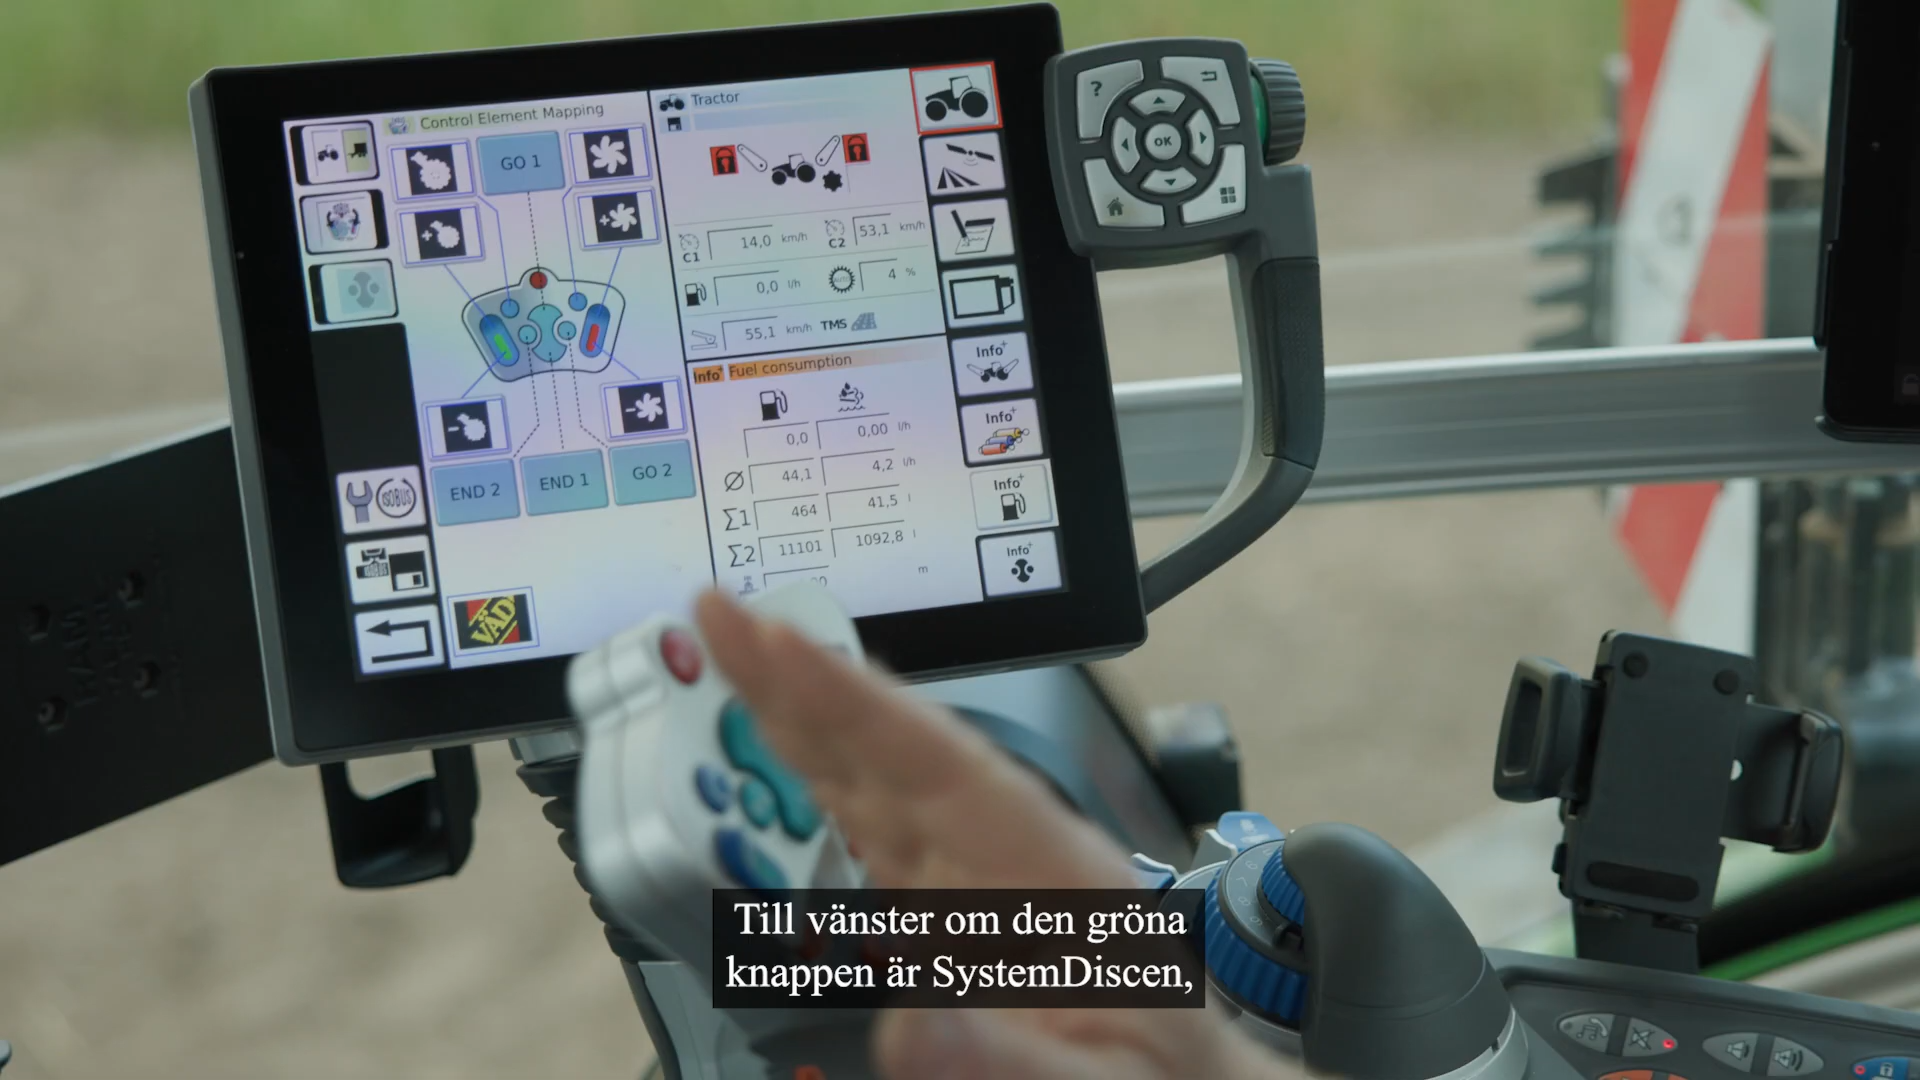 Control Element Mapping
GO 1
END 2
END 1
GO 2
ISOBUS
VÄD
Tractor
C1
14,0 km/h
C2
53,1 km/h
0,0 l/h
4 %
55,1 km/h
TMS
Info+ Fuel consumption
0,0
0,00 l/h
Ø
44,1
4,2 l/h
∑1
464
41,5 l
∑2
11101
1092,8 l
m
Info+
Info+
Info+
Info+
?
OK
Till vänster om den gröna
knappen är SystemDiscen,